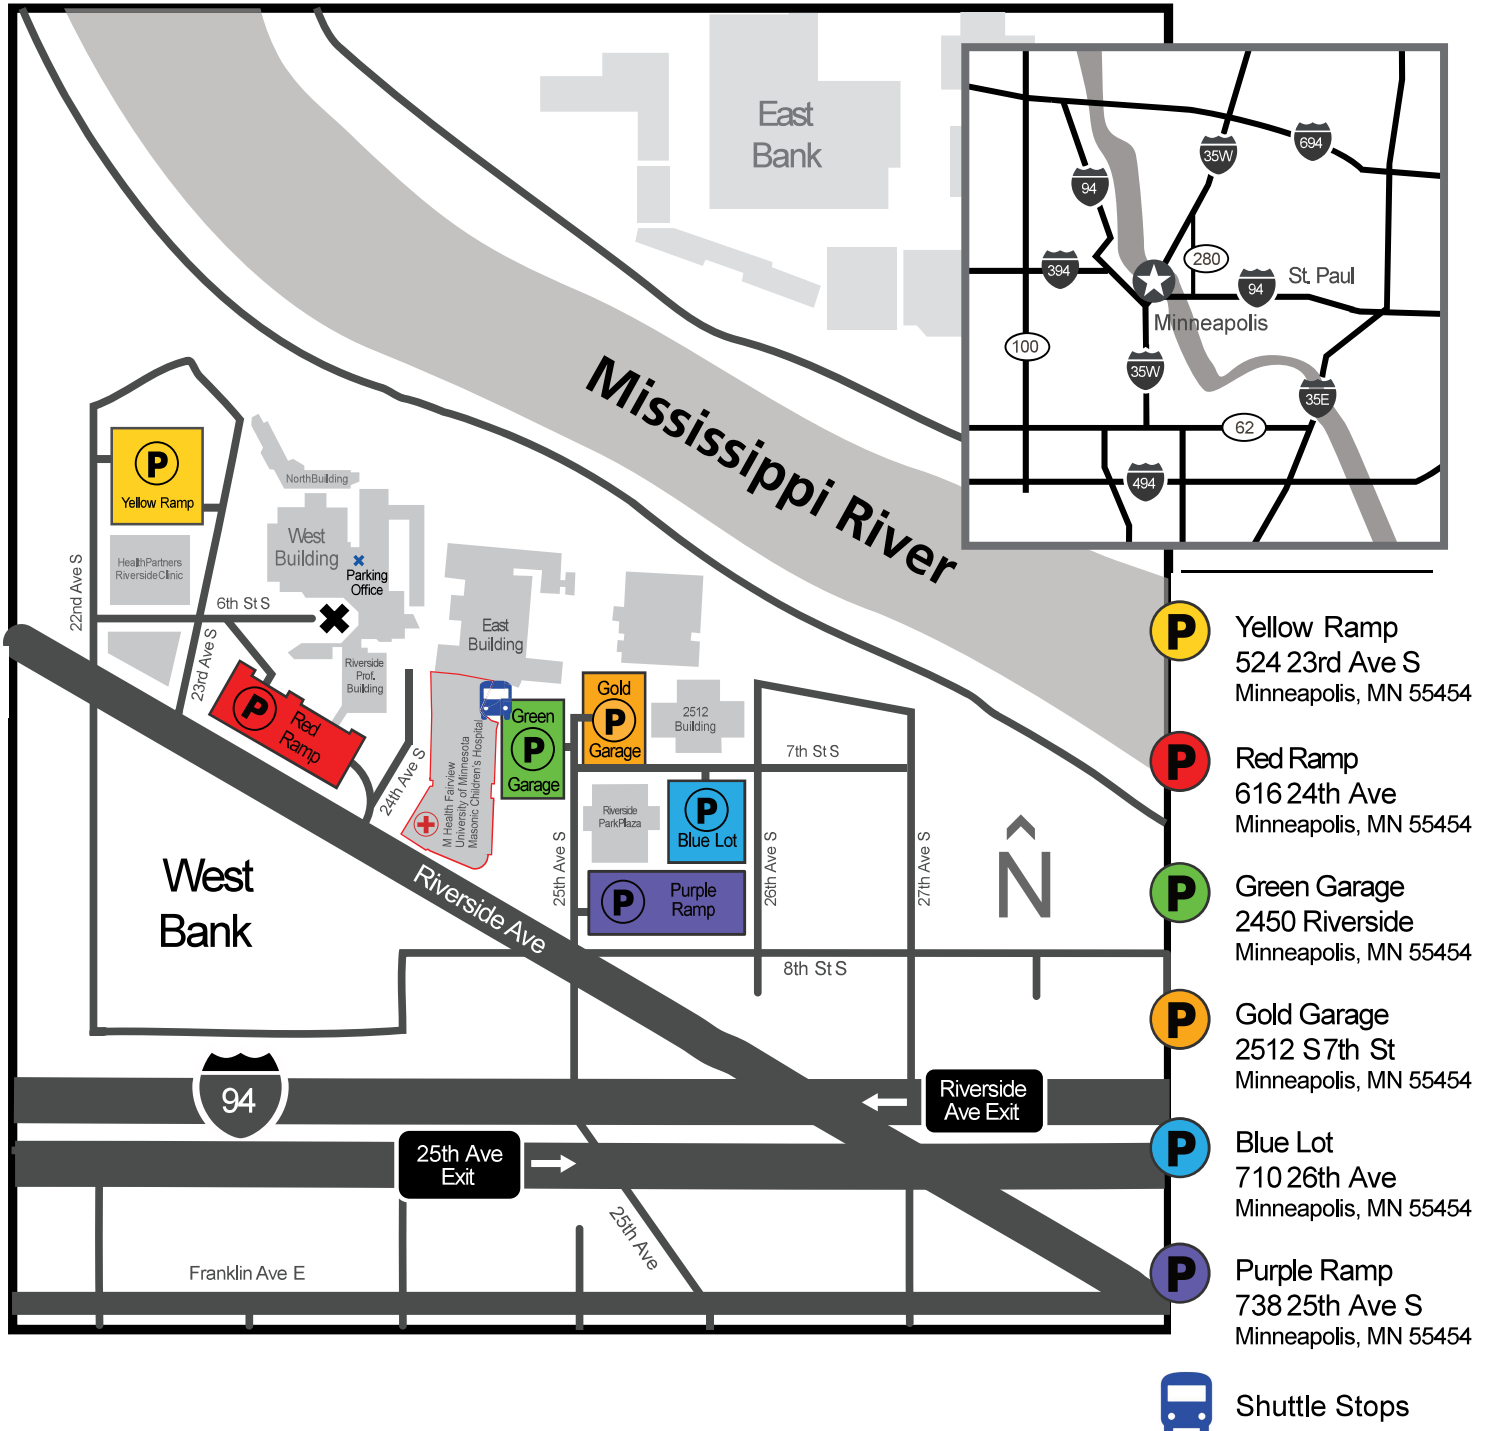 East
Bank
Mississippi River
694
35W
94
280
394
St. Paul
94
Minneapolis
100
35W
35E
62
494
P
Yellow Ramp
NorthBuilding
West
Building
Parking
Office
HealthPartners
RiversideClinic
22nd Ave S
6th St S
23rd Ave S
East
Building
Riverside
Prof.
Building
P
Red
Ramp
24th Ave S
M Health Fairview
University of Minnesota
Masonic Children's Hospital
Green
P
Garage
Gold
P
Garage
2512
Building
7th St S
Riverside
ParkPlaza
P
Blue Lot
25th Ave S
26th Ave S
27th Ave S
P
Purple
Ramp
N
West
Bank
Riverside Ave
8th St S
94
Riverside
Ave Exit
25th Ave
Exit
25th Ave
Franklin Ave E
P
Yellow Ramp
524 23rd Ave S
Minneapolis, MN 55454
P
Red Ramp
616 24th Ave
Minneapolis, MN 55454
P
Green Garage
2450 Riverside
Minneapolis, MN 55454
P
Gold Garage
2512 S7th St
Minneapolis, MN 55454
P
Blue Lot
710 26th Ave
Minneapolis, MN 55454
P
Purple Ramp
738 25th Ave S
Minneapolis, MN 55454
Shuttle Stops